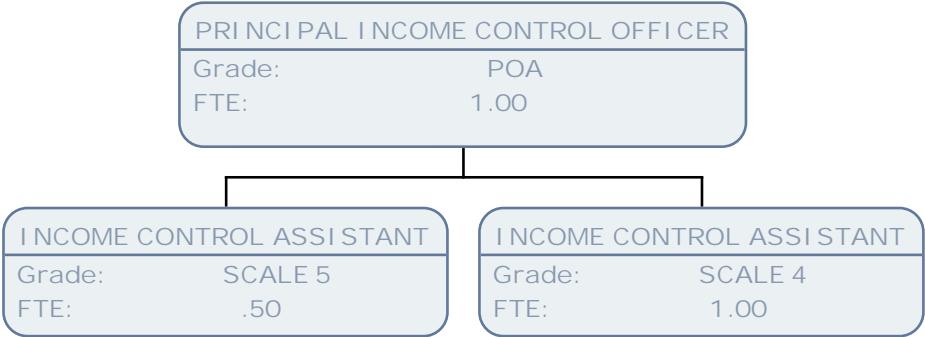 PRINCIPAL INCOME CONTROL OFFICER
Grade: POA
FTE: 1.00
INCOME CONTROL ASSISTANT
Grade: SCALE 5
FTE: .50
INCOME CONTROL ASSISTANT
Grade: SCALE 4
FTE: 1.00